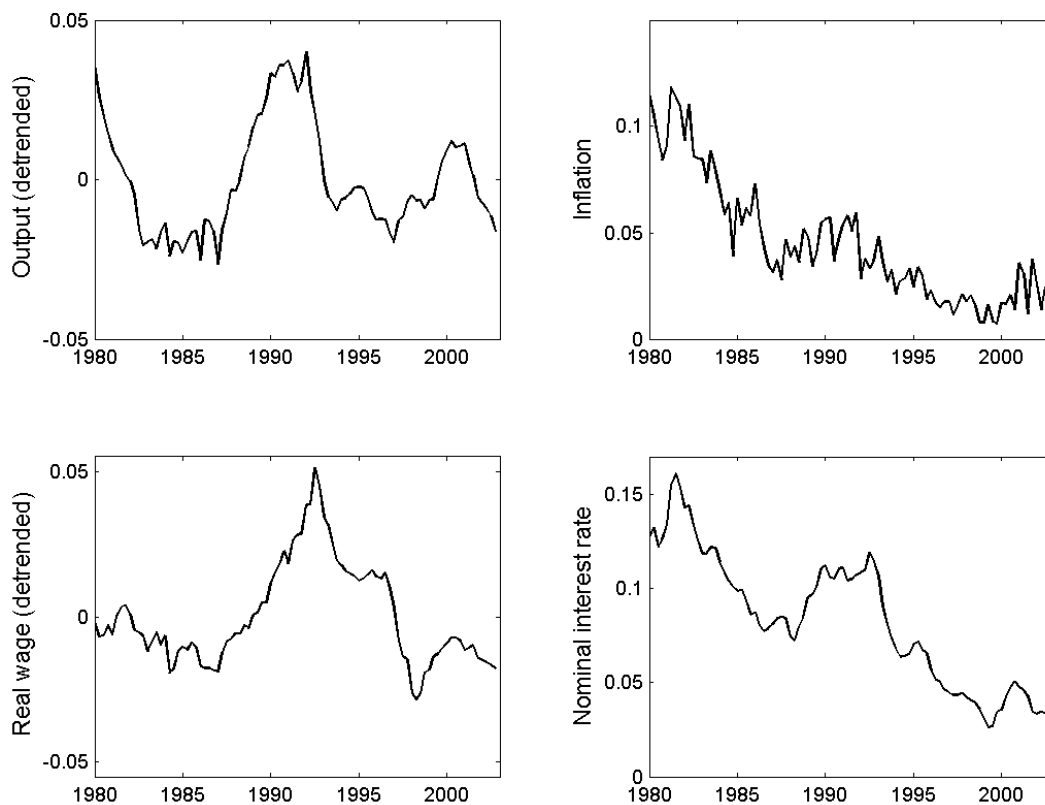 Output (detrended)
0.05
0
-0.05
1980 1985 1990 1995 2000
Inflation
0.1
0.05
0
1980 1985 1990 1995 2000
Real wage (detrended)
0.05
0
-0.05
1980 1985 1990 1995 2000
Nominal interest rate
0.15
0.1
0.05
0
1980 1985 1990 1995 2000